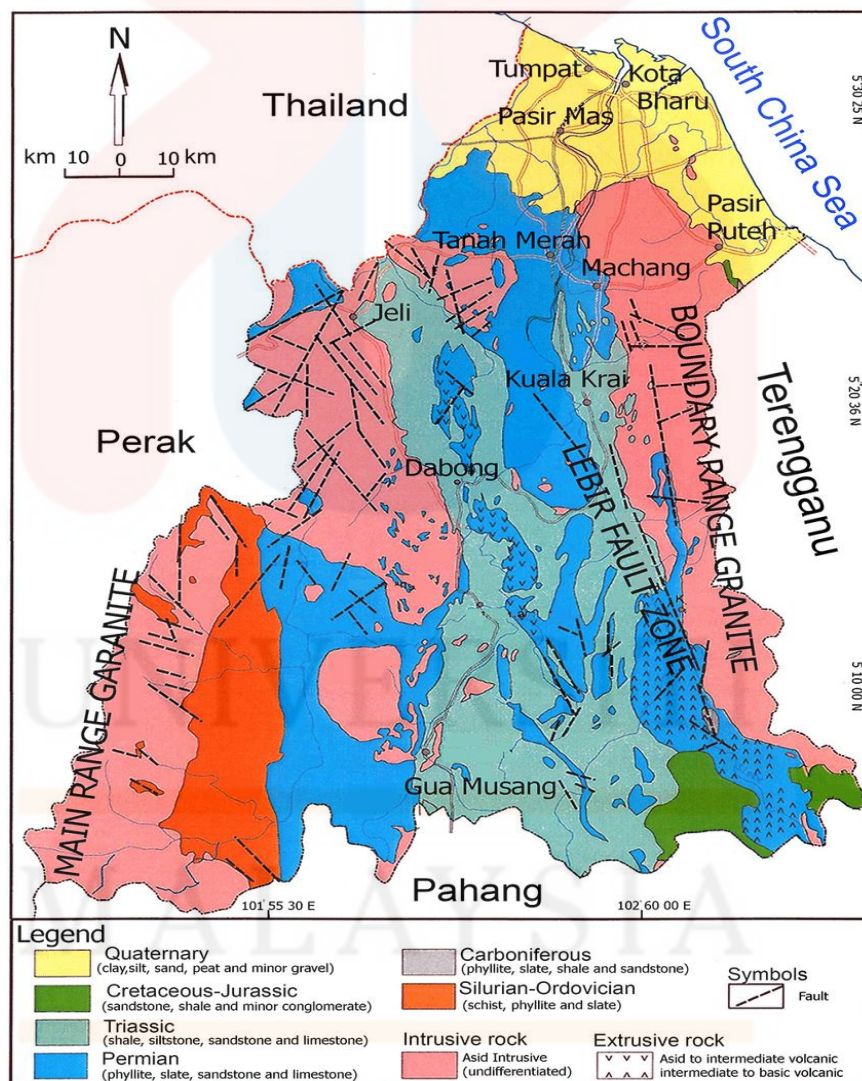 N
km 10 0 10 km
Thailand
South China Sea
Tumpat
Kota
Bharu
Pasir Mas
Pasir
Puteh
Tanah Merah
Machang
Jeli
Kuala Krai
Dabong
Gua Musang
Perak
Terengganu
Pahang
MAIN RANGE GARANITE
LEBIR FAULT ZONE
BOUNDARY RANGE GRANITE
5 30 25 N
5 20 36 N
5 10 00 N
101 55 30 E
102 60 00 E
UNIVERSITI
MALAYSIA
Legend
Quaternary
(clay,silt, sand, peat and minor gravel)
Cretaceous-Jurassic
(sandstone, shale and minor conglomerate)
Triassic
(shale, siltstone, sandstone and limestone)
Permian
(phyllite, slate, sandstone and limestone)
Carboniferous
(phyllite, slate, shale and sandstone)
Silurian-Ordovician
(schist, phyllite and slate)
Intrusive rock
Asid Intrusive
(undifferentiated)
Symbols
Fault
Extrusive rock
Asid to intermediate volcanic
intermediate to basic volcanic